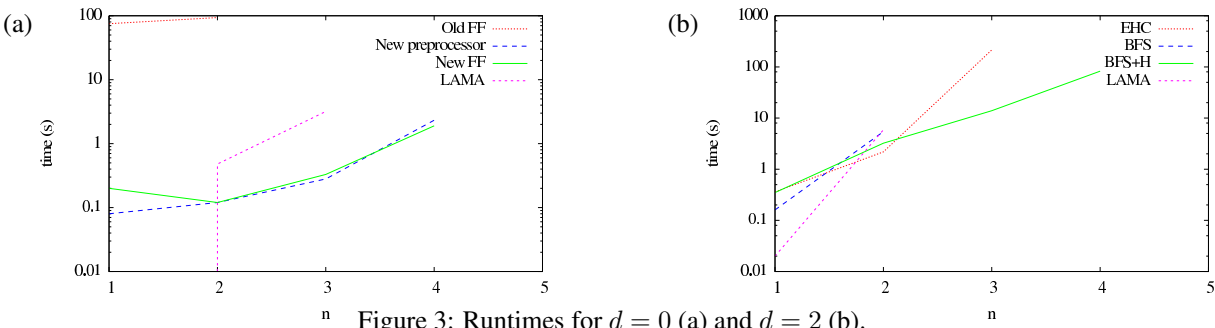 (a)
100
10
1
0.1
0.01
time (s)
1 2 3 4 5
n
Old FF
New preprocessor
New FF
LAMA
(b)
1000
100
10
1
0.1
0.01
time (s)
1 2 3 4 5
n
EHC
BFS
BFS+H
LAMA
Figure 3: Runtimes for d = 0 (a) and d = 2 (b).